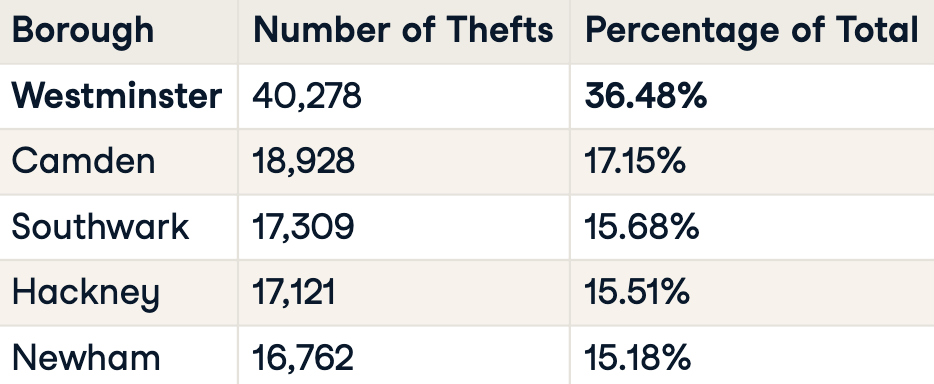 Borough Number of Thefts Percentage of Total
Westminster 40,278 36.48%
Camden 18,928 17.15%
Southwark 17,309 15.68%
Hackney 17,121 15.51%
Newham 16,762 15.18%